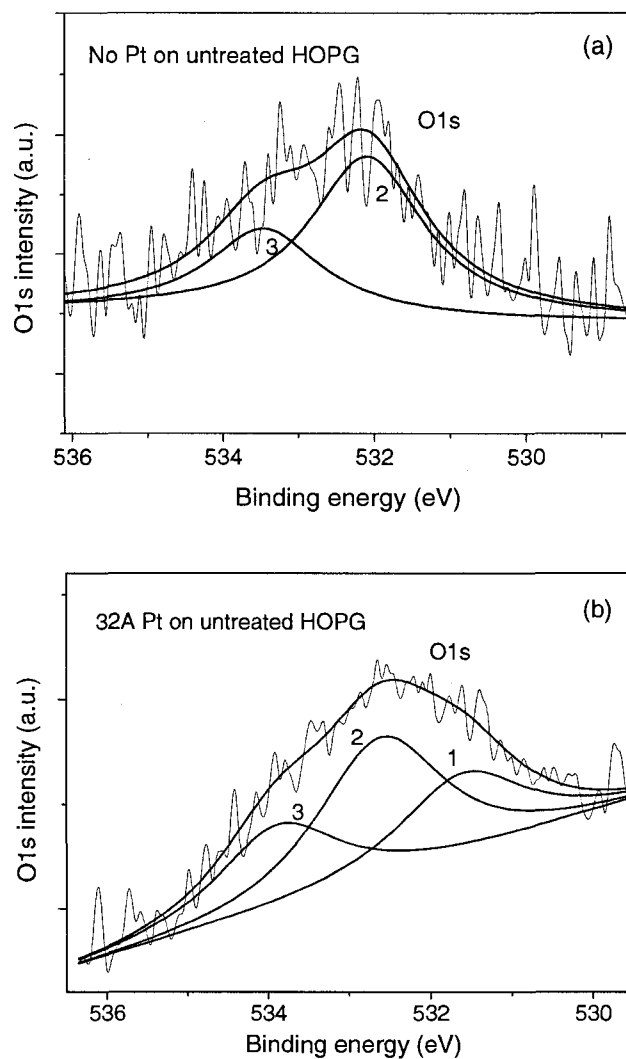 (a)
No Pt on untreated HOPG
O1s
2
3
O1s intensity (a.u.)
536
534
532
530
Binding energy (eV)
(b)
32A Pt on untreated HOPG
O1s
2
1
3
O1s intensity (a.u.)
536
534
532
530
Binding energy (eV)